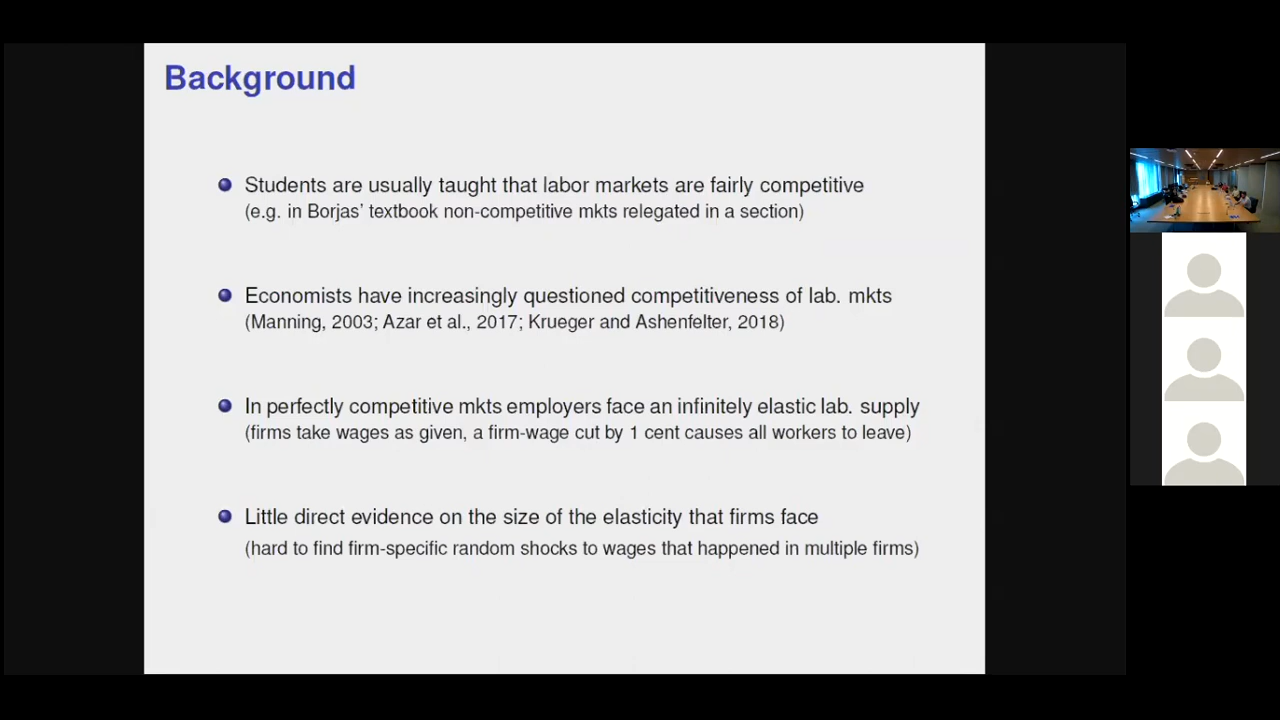 Background
Students are usually taught that labor markets are fairly competitive
(e.g. in Borjas' textbook non-competitive mkts relegated in a section)
Economists have increasingly questioned competitiveness of lab. mkts
(Manning, 2003; Azar et al., 2017; Krueger and Ashenfelter, 2018)
In perfectly competitive mkts employers face an infinitely elastic lab. supply
(firms take wages as given, a firm-wage cut by 1 cent causes all workers to leave)
Little direct evidence on the size of the elasticity that firms face
(hard to find firm-specific random shocks to wages that happened in multiple firms)